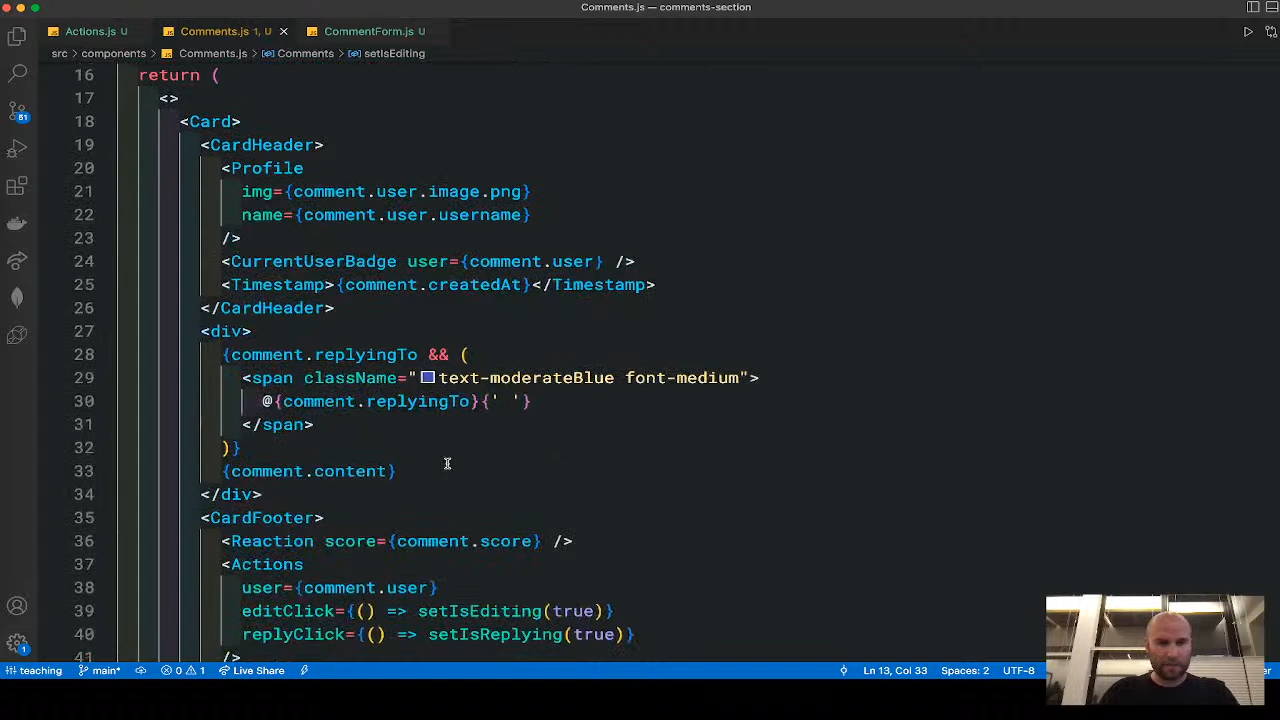 Comments.js — comments-section
Actions.js U Comments.js 1, U CommentForm.js U
src > components > Comments.js > Comments > setIsEditing
16 return (
17 <>
18 <Card>
19 <CardHeader>
20 <Profile
21 img={comment.user.image.png}
22 name={comment.user.username}
23 />
24 <CurrentUserBadge user={comment.user} />
25 <Timestamp>{comment.createdAt}</Timestamp>
26 </CardHeader>
27 <div>
28 {comment.replyingTo && (
29 <span className="text-moderateBlue font-medium">
30 @{comment.replyingTo}{' '}
31 </span>
32 )}
33 {comment.content}
34 </div>
35 <CardFooter>
36 <Reaction score={comment.score} />
37 <Actions
38 user={comment.user}
39 editClick={() => setIsEditing(true)}
40 replyClick={() => setIsReplying(true)}
41 />
teaching main* 0 1 Live Share Ln 13, Col 33 Spaces: 2 UTF-8